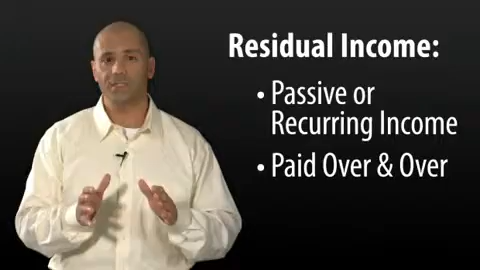 Residual Income:
• Passive or
Recurring Income
• Paid Over & Over